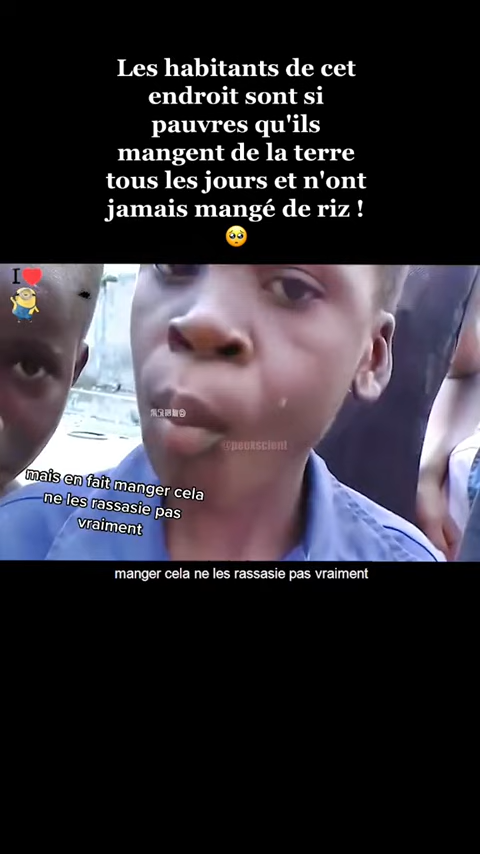 Les habitants de cet
endroit sont si
pauvres qu'ils
mangent de la terre
tous les jours et n'ont
jamais mangé de riz !
🥺
I❤️
@peekscient
mais en fait manger cela
ne les rassasie pas
vraiment
manger cela ne les rassasie pas vraiment